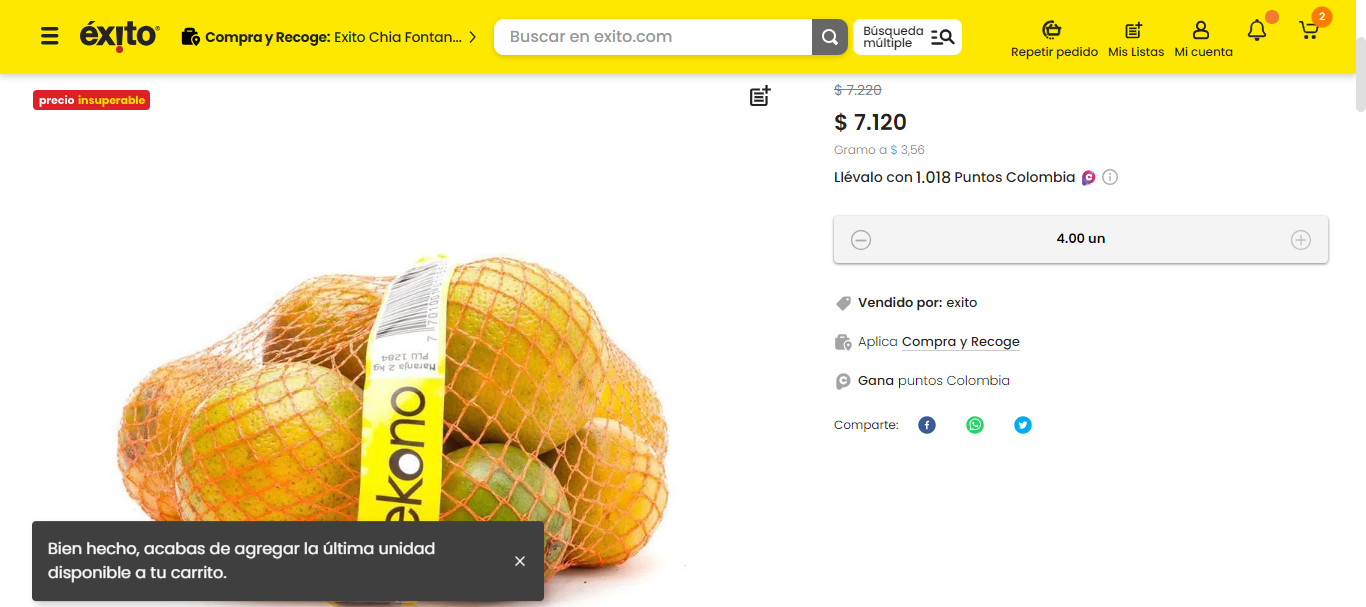 éxito
Compra y Recoge: Exito Chia Fontan...
Buscar en exito.com
Búsqueda
múltiple
Repetir pedido
Mis Listas
Mi cuenta
2
precio insuperable
$ 7.220
$ 7.120
Gramo a $ 3,56
Llévalo con 1.018 Puntos Colombia
4.00 un
Vendido por: exito
Aplica Compra y Recoge
Gana puntos Colombia
Comparte:
PLU 1284
Naranja 2 kg
ekono
Bien hecho, acabas de agregar la última unidad
disponible a tu carrito.